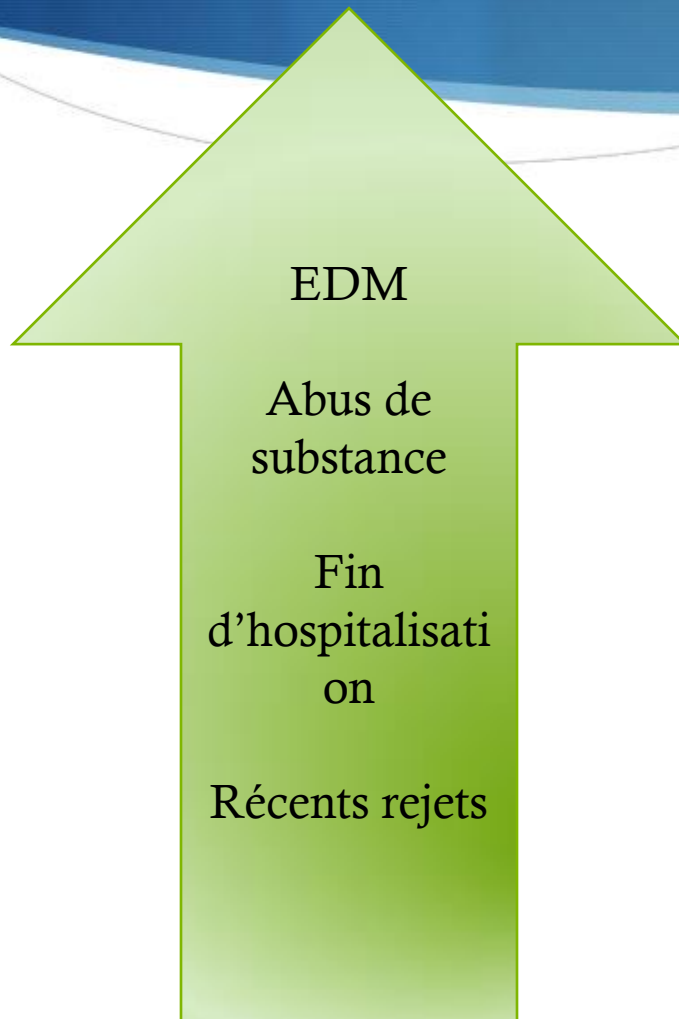 EDM
Abus de
substance
Fin
d’hospitalisati
on
Récents rejets